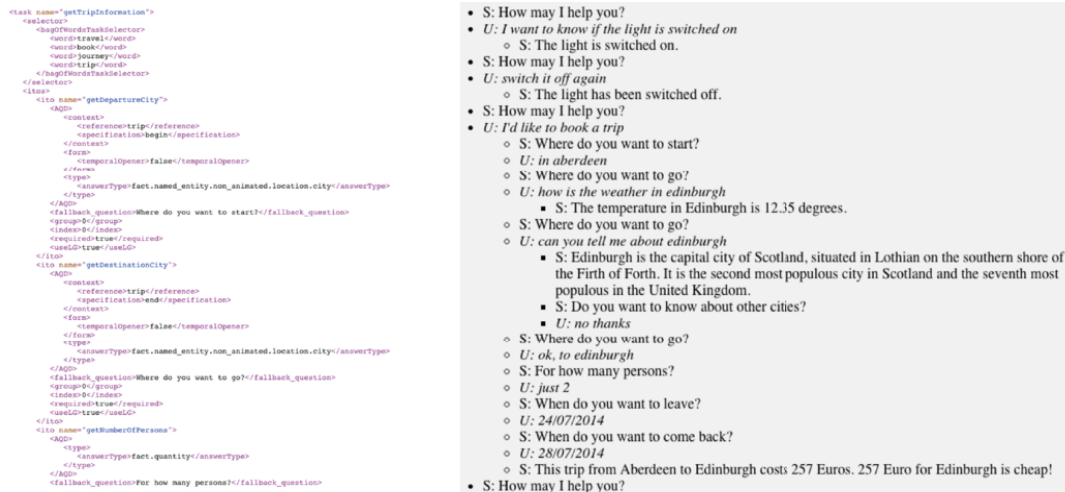 <task name="getTripInformation">
<selector>
<bagOfWordsTaskSelector>
<word>travel</word>
<word>book</word>
<word>journey</word>
<word>trip</word>
</bagOfWordsTaskSelector>
</selector>
<itos>
<ito name="getDepartureCity">
<AQD>
<context>
<reference>trip</reference>
<specification>begin</specification>
</context>
<form>
<temporalOpener>false</temporalOpener>
</form>
<type>
<answerType>fact.named_entity.non_animated.location.city</answerType>
</type>
</AQD>
<fallback_question>Where do you want to start?</fallback_question>
<group>0</group>
<index>0</index>
<required>true</required>
<useLG>true</useLG>
</ito>
<ito name="getDestinationCity">
<AQD>
<context>
<reference>trip</reference>
<specification>end</specification>
</context>
<form>
<temporalOpener>false</temporalOpener>
</form>
<type>
<answerType>fact.named_entity.non_animated.location.city</answerType>
</type>
</AQD>
<fallback_question>Where do you want to go?</fallback_question>
<group>0</group>
<index>0</index>
<required>true</required>
<useLG>true</useLG>
</ito>
<ito name="getNumberOfPersons">
<AQD>
<type>
<answerType>fact.quantity</answerType>
</type>
</AQD>
<fallback_question>For how many persons?</fallback_question>
• S: How may I help you?
• U: I want to know if the light is switched on
◦ S: The light is switched on.
• S: How may I help you?
• U: switch it off again
◦ S: The light has been switched off.
• S: How may I help you?
• U: I'd like to book a trip
◦ S: Where do you want to start?
◦ U: in aberdeen
◦ S: Where do you want to go?
◦ U: how is the weather in edinburgh
▪ S: The temperature in Edinburgh is 12.35 degrees.
◦ S: Where do you want to go?
◦ U: can you tell me about edinburgh
▪ S: Edinburgh is the capital city of Scotland, situated in Lothian on the southern shore of
the Firth of Forth. It is the second most populous city in Scotland and the seventh most
populous in the United Kingdom.
▪ S: Do you want to know about other cities?
▪ U: no thanks
◦ S: Where do you want to go?
◦ U: ok, to edinburgh
◦ S: For how many persons?
◦ U: just 2
◦ S: When do you want to leave?
◦ U: 24/07/2014
◦ S: When do you want to come back?
◦ U: 28/07/2014
◦ S: This trip from Aberdeen to Edinburgh costs 257 Euros. 257 Euro for Edinburgh is cheap!
• S: How may I help you?